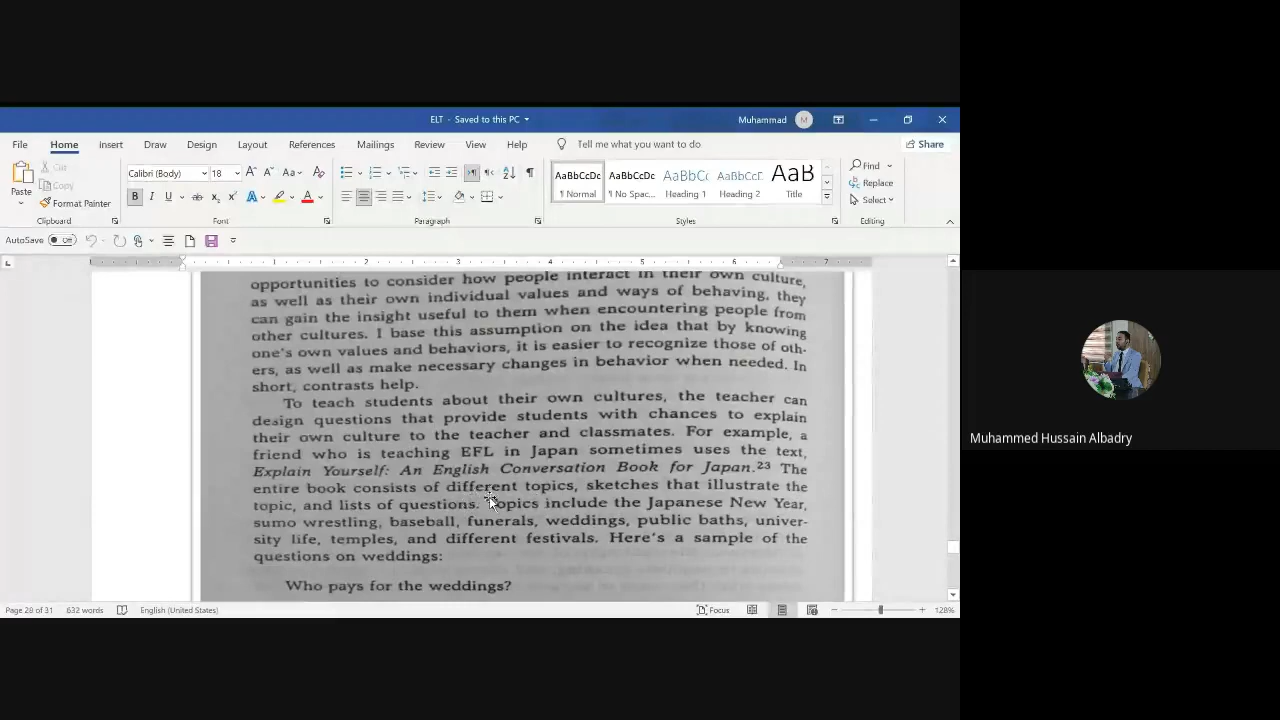 ELT - Saved to this PC
Muhammad
M
File Home Insert Draw Design Layout References Mailings Review View Help Tell me what you want to do Share
Paste
Cut
Copy
Format Painter
Clipboard
Calibri (Body) 18
Font
Paragraph
AaBbCcDc AaBbCcDc AaBbCc AaBbCcC AaB
¶ Normal ¶ No Spac... Heading 1 Heading 2 Title
Styles
Find
Replace
Select
Editing
AutoSave Off
1 2 3 4 5 6 7
opportunities to consider how people interact in their own culture,
as well as their own individual values and ways of behaving, they
can gain the insight useful to them when encountering people from
other cultures. I base this assumption on the idea that by knowing
one's own values and behaviors, it is easier to recognize those of oth-
ers, as well as make necessary changes in behavior when needed. In
short, contrasts help.
To teach students about their own cultures, the teacher can
design questions that provide students with chances to explain
their own culture to the teacher and classmates. For example, a
friend who is teaching EFL in Japan sometimes uses the text,
Explain Yourself: An English Conversation Book for Japan.23 The
entire book consists of different topics, sketches that illustrate the
topic, and lists of questions. Topics include the Japanese New Year,
sumo wrestling, baseball, funerals, weddings, public baths, univer-
sity life, temples, and different festivals. Here's a sample of the
questions on weddings:
Who pays for the weddings?
Page 28 of 31 632 words English (United States) Focus 128%
Muhammed Hussain Albadry